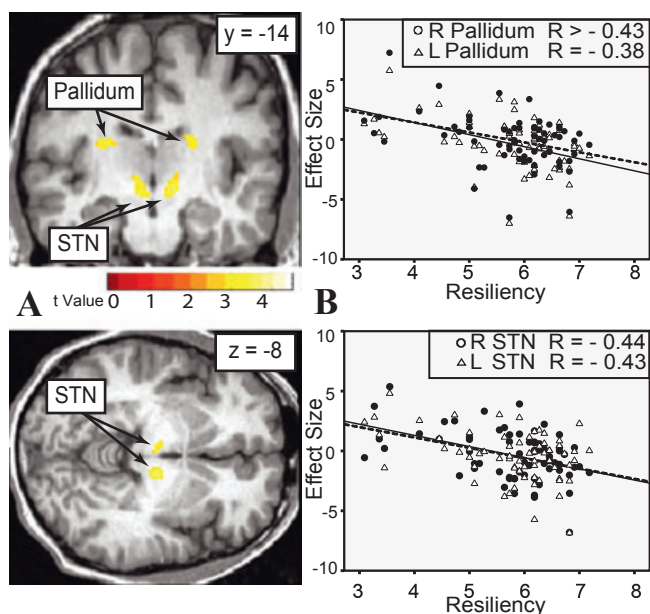 y = -14
Pallidum
STN
A
t Value 0 1 2 3 4
R Pallidum R > - 0.43
L Pallidum R = - 0.38
10
5
0
-5
-10
Effect Size
3 4 5 6 7 8
B
Resiliency
z = -8
STN
R STN R = - 0.44
L STN R = - 0.43
10
5
0
-5
-10
Effect Size
3 4 5 6 7 8
Resiliency